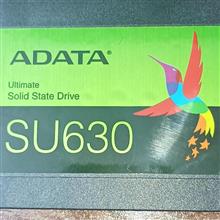 ADATA
Ultimate
Solid State Drive
SU630